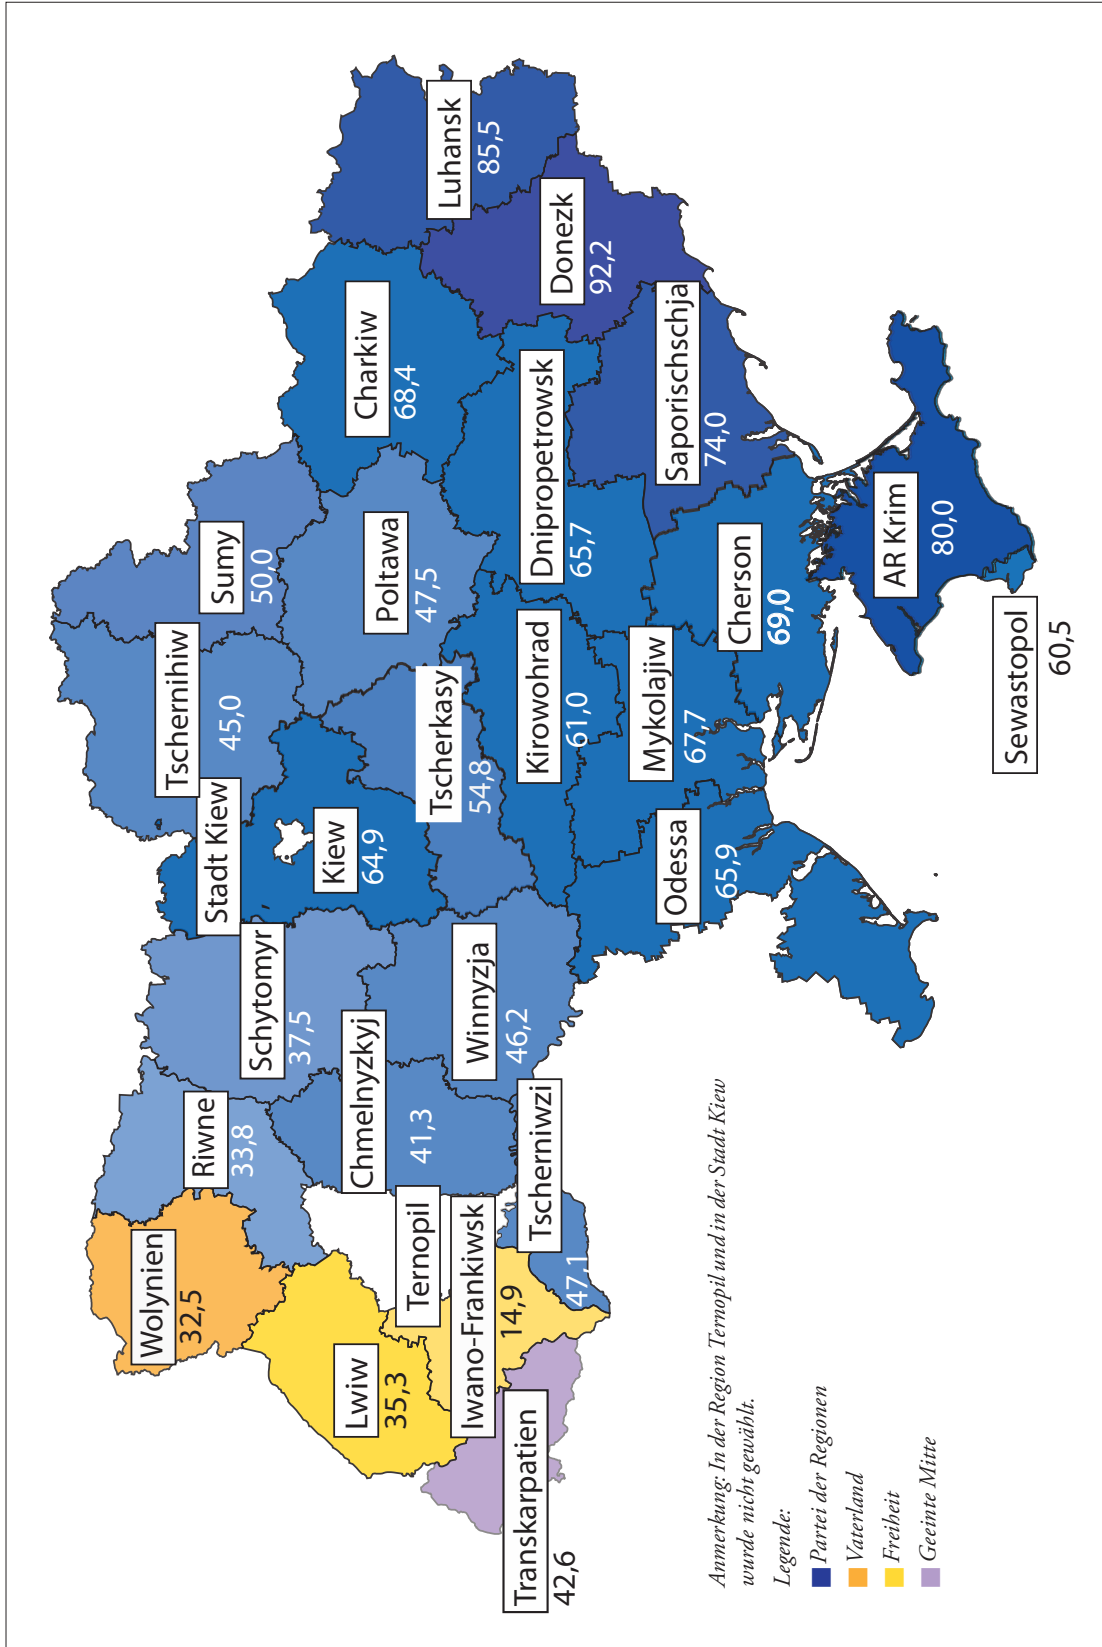 Wolynien
32,5
Riwne
33,8
Schytomyr
37,5
Stadt Kiew
Tschernihiw
45,0
Sumy
50,0
Lwiw
35,3
Ternopil
Chmelnyzkyj
41,3
Kiew
64,9
Poltawa
47,5
Charkiw
68,4
Luhansk
85,5
Transkarpatien
42,6
Iwano-Frankiwsk
14,9
Tscherniwzi
47,1
Winnyzja
46,2
Tscherkasy
54,8
Kirowohrad
61,0
Dnipropetrowsk
65,7
Donezk
92,2
Odessa
65,9
Mykolajiw
67,7
Cherson
69,0
Saporischschja
74,0
AR Krim
80,0
Sewastopol
60,5
Anmerkung: In der Region Ternopil und in der Stadt Kiew
wurde nicht gewählt.
Legende:
Partei der Regionen
Vaterland
Freiheit
Geeinte Mitte